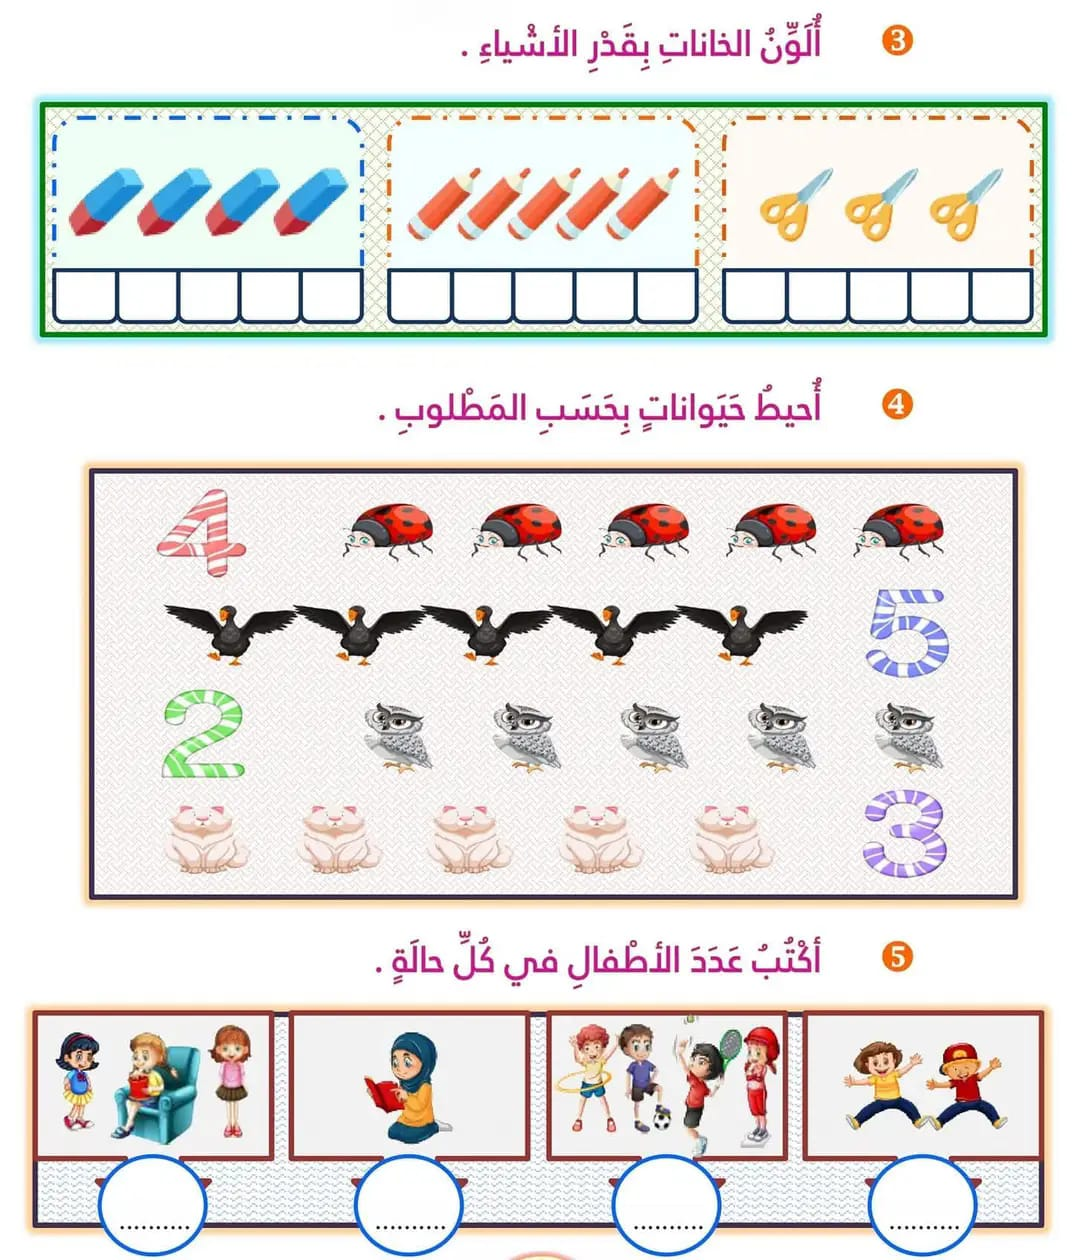 3 أُلَوِّنُ الخاناتِ بِقَدْرِ الأشْياءِ .
4 أُحيطُ حَيَواناتٍ بِحَسَبِ المَطْلوبِ .
4
5
2
3
5 أكْتُبُ عَدَدَ الأطْفالِ في كُلِّ حالَةٍ .
.......... .......... .......... ..........